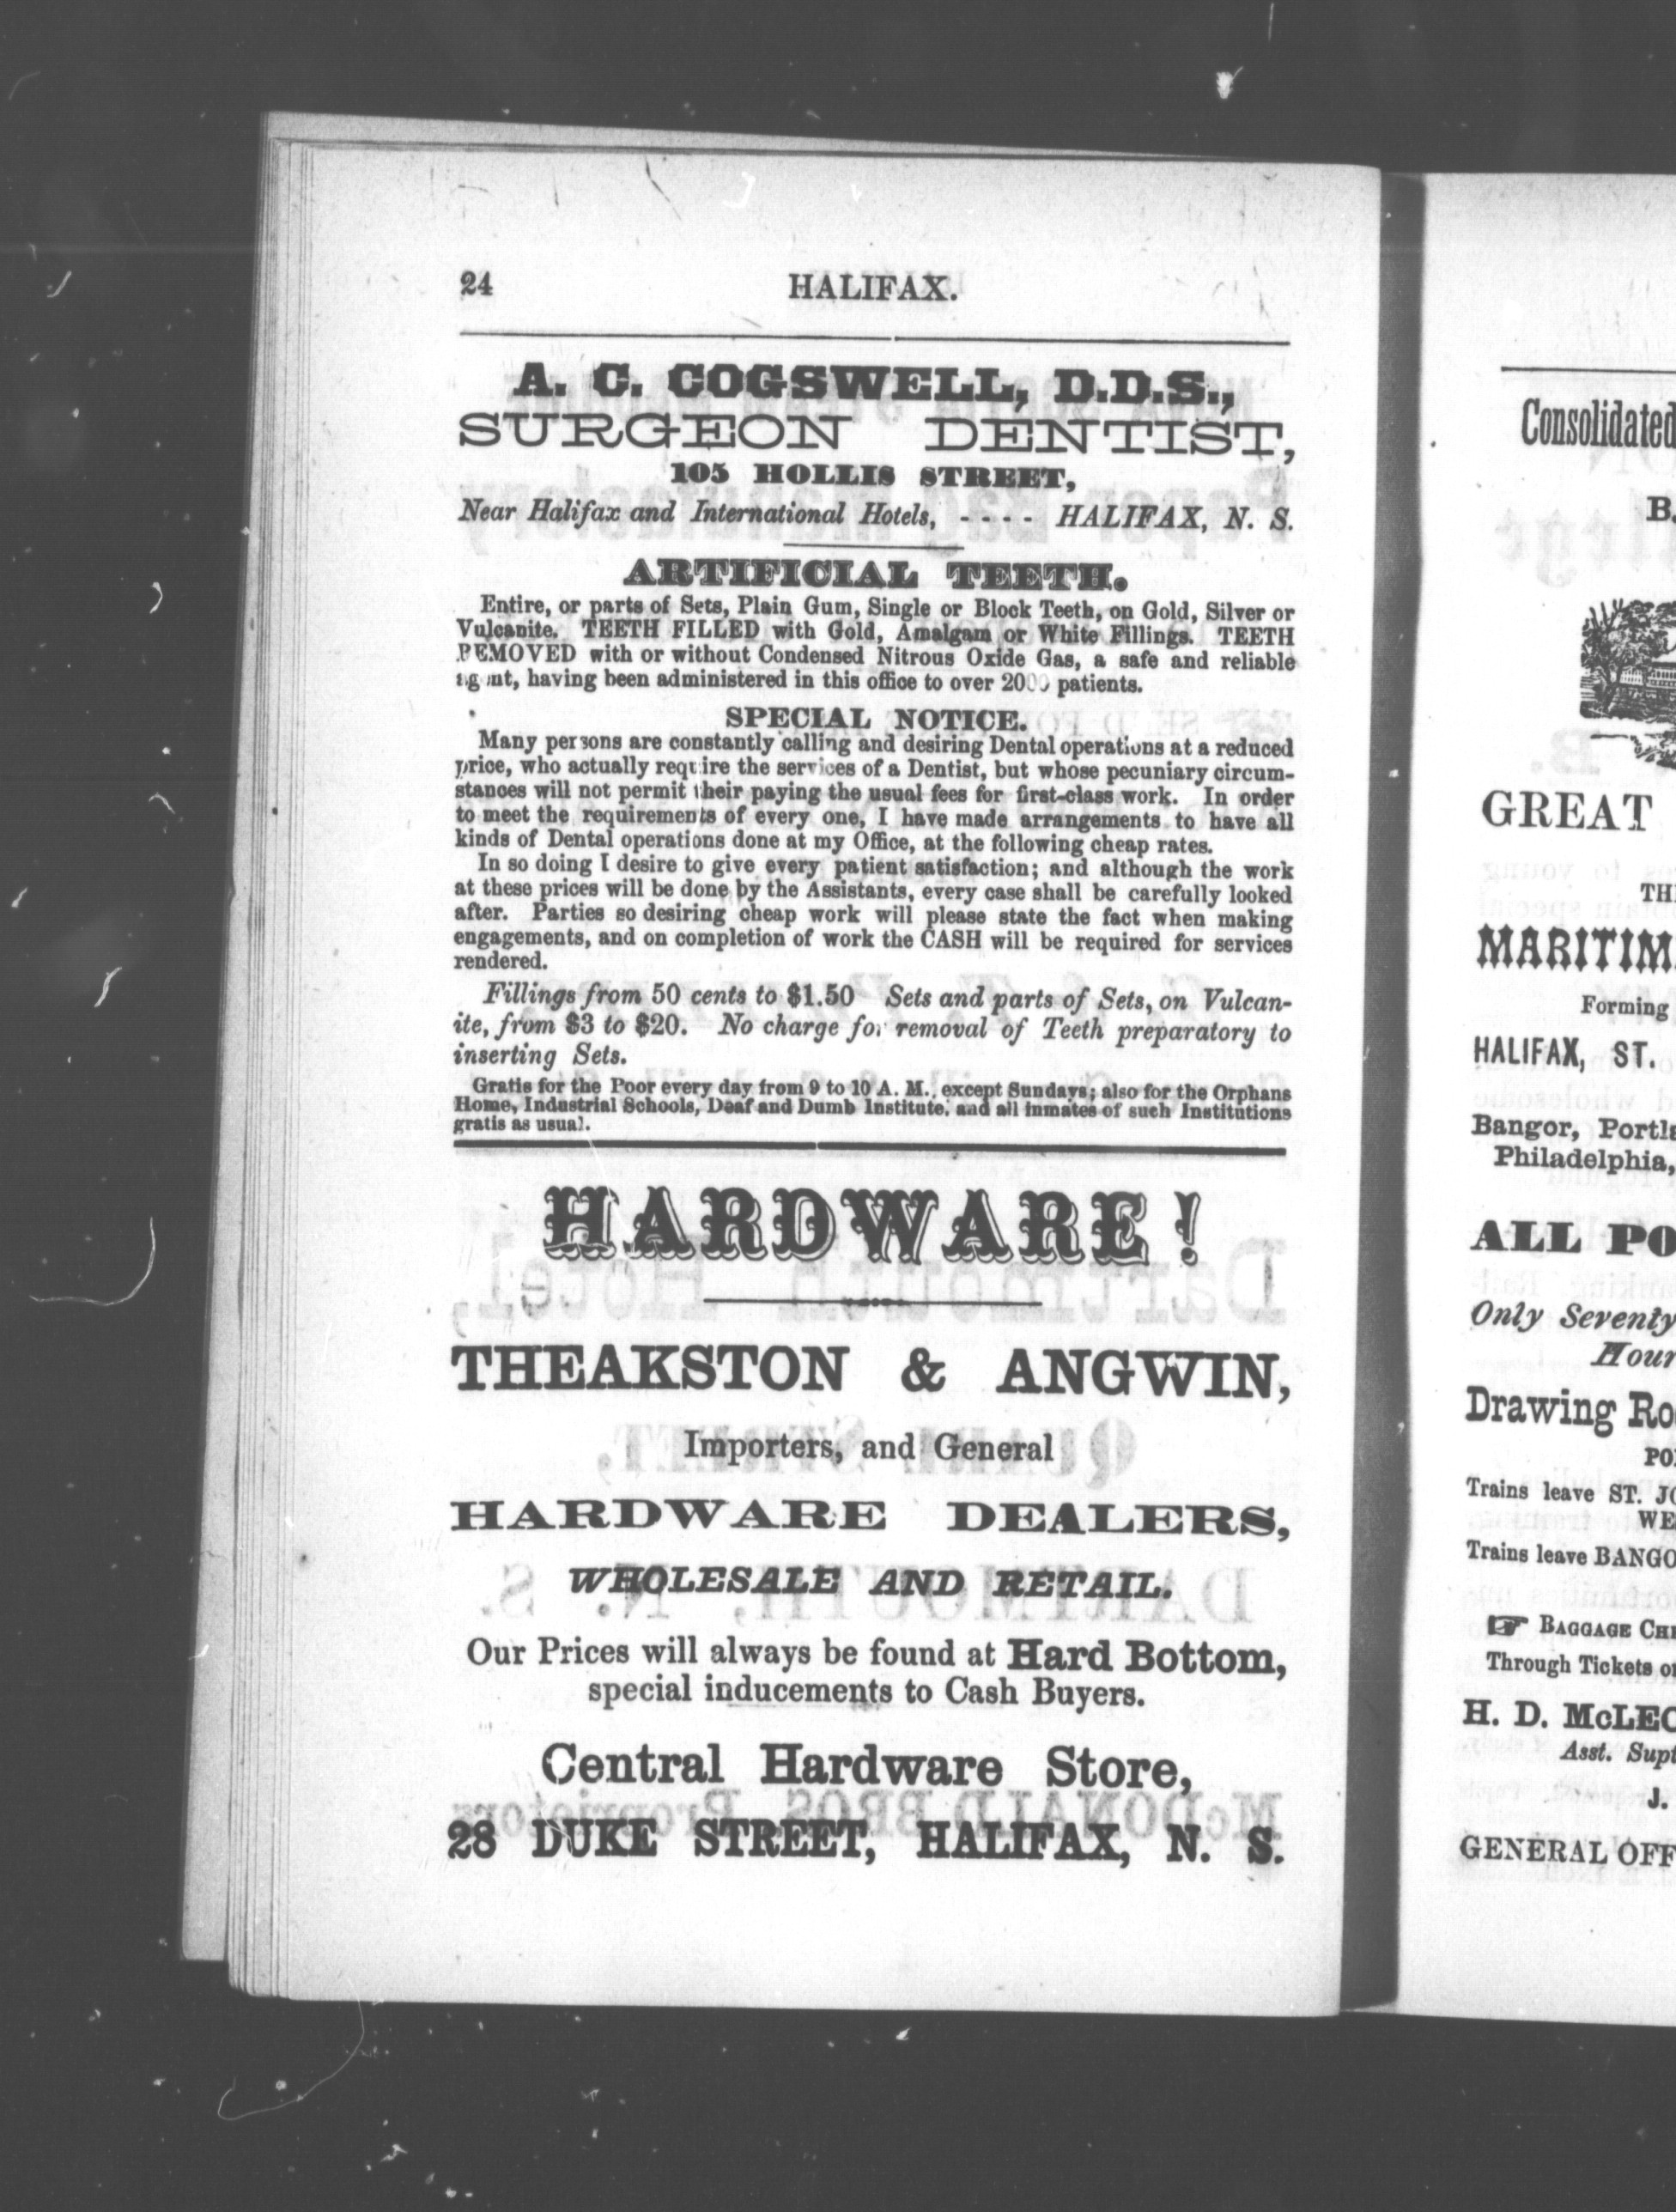 24 HALIFAX.
A. C. COGSWELL, D.D.S.,
SURGEON DENTIST,
105 HOLLIS STREET,
Near Halifax and International Hotels, - - - - HALIFAX, N. S.
ARTIFICIAL TEETH.
Entire, or parts of Sets, Plain Gum, Single or Block Teeth, on Gold, Silver or
Vulcanite. TEETH FILLED with Gold, Amalgam or White Fillings. TEETH
REMOVED with or without Condensed Nitrous Oxide Gas, a safe and reliable
agent, having been administered in this office to over 2000 patients.
SPECIAL NOTICE.
Many persons are constantly calling and desiring Dental operations at a reduced
price, who actually require the services of a Dentist, but whose pecuniary circum-
stances will not permit their paying the usual fees for first-class work. In order
to meet the requirements of every one, I have made arrangements to have all
kinds of Dental operations done at my Office, at the following cheap rates.
In so doing I desire to give every patient satisfaction; and although the work
at these prices will be done by the Assistants, every case shall be carefully looked
after. Parties so desiring cheap work will please state the fact when making
engagements, and on completion of work the CASH will be required for services
rendered.
Fillings from 50 cents to $1.50 Sets and parts of Sets, on Vulcan-
ite, from $3 to $20. No charge for removal of Teeth preparatory to
inserting Sets.
Gratis for the Poor every day from 9 to 10 A. M., except Sundays; also for the Orphans
Home, Industrial Schools, Deaf and Dumb Institute, and all inmates of such Institutions
gratis as usual.
HARDWARE!
THEAKSTON & ANGWIN,
Importers, and General
HARDWARE DEALERS,
WHOLESALE AND RETAIL.
Our Prices will always be found at Hard Bottom,
special inducements to Cash Buyers.
Central Hardware Store,
28 DUKE STREET, HALIFAX, N. S.
Consolidated
B.
GREAT
MARITIM
Forming
HALIFAX, ST.
Bangor,
Philadelphia,
ALL PO
Only Seventy
Hour
Drawing Ro
Trains leave ST. JO
WE
Trains leave BANGO
☞ BAGGAGE CHE
Through Tickets
H. D. McLEO
Asst. Supt
J.
GENERAL OFF